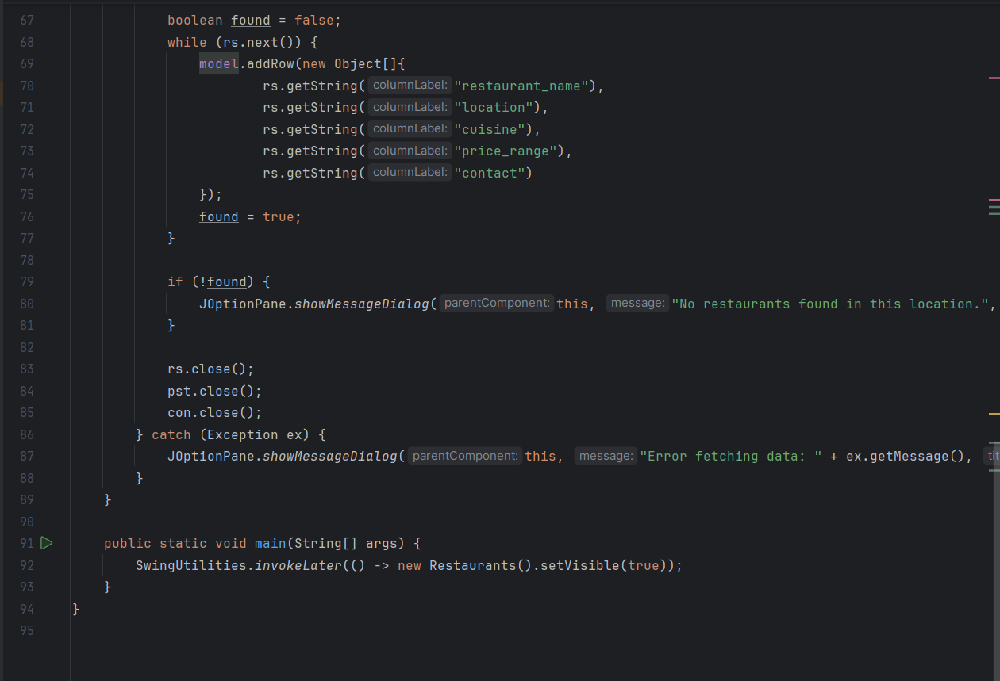 67 boolean found = false;
68 while (rs.next()) {
69 model.addRow(new Object[]{
70 rs.getString( columnLabel: "restaurant_name"),
71 rs.getString( columnLabel: "location"),
72 rs.getString( columnLabel: "cuisine"),
73 rs.getString( columnLabel: "price_range"),
74 rs.getString( columnLabel: "contact")
75 });
76 found = true;
77 }
78
79 if (!found) {
80 JOptionPane.showMessageDialog( parentComponent: this, message: "No restaurants found in this location.",
81 }
82
83 rs.close();
84 pst.close();
85 con.close();
86 } catch (Exception ex) {
87 JOptionPane.showMessageDialog( parentComponent: this, message: "Error fetching data: " + ex.getMessage(), tit
88 }
89 }
90
91 public static void main(String[] args) {
92 SwingUtilities.invokeLater(() -> new Restaurants().setVisible(true));
93 }
94 }
95